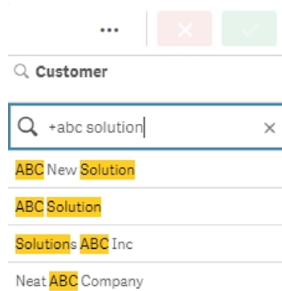 Customer
+abc solution
ABC New Solution
ABC Solution
Solutions ABC Inc
Neat ABC Company